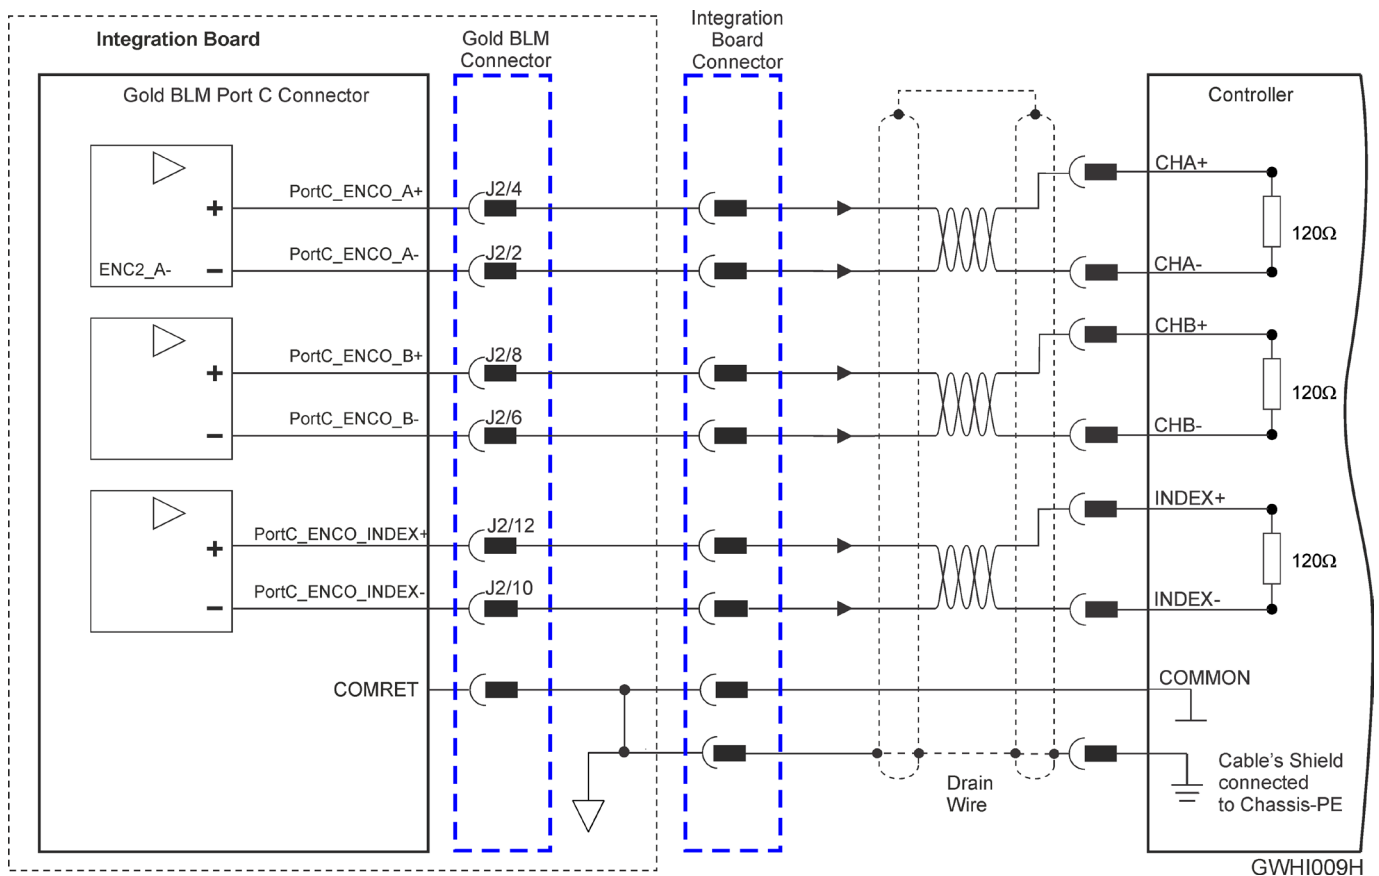 Integration Board
Gold BLM
Connector
Integration
Board
Connector
Gold BLM Port C Connector
Controller
PortC_ENCO_A+
J2/4
CHA+
+
120Ω
PortC_ENCO_A-
J2/2
ENC2_A-
−
CHA-
PortC_ENCO_B+
J2/8
CHB+
+
120Ω
PortC_ENCO_B-
J2/6
−
CHB-
PortC_ENCO_INDEX+
J2/12
INDEX+
+
120Ω
PortC_ENCO_INDEX-
J2/10
−
INDEX-
COMRET
COMMON
Drain
Wire
Cable's Shield
connected
to Chassis-PE
GWHI009H